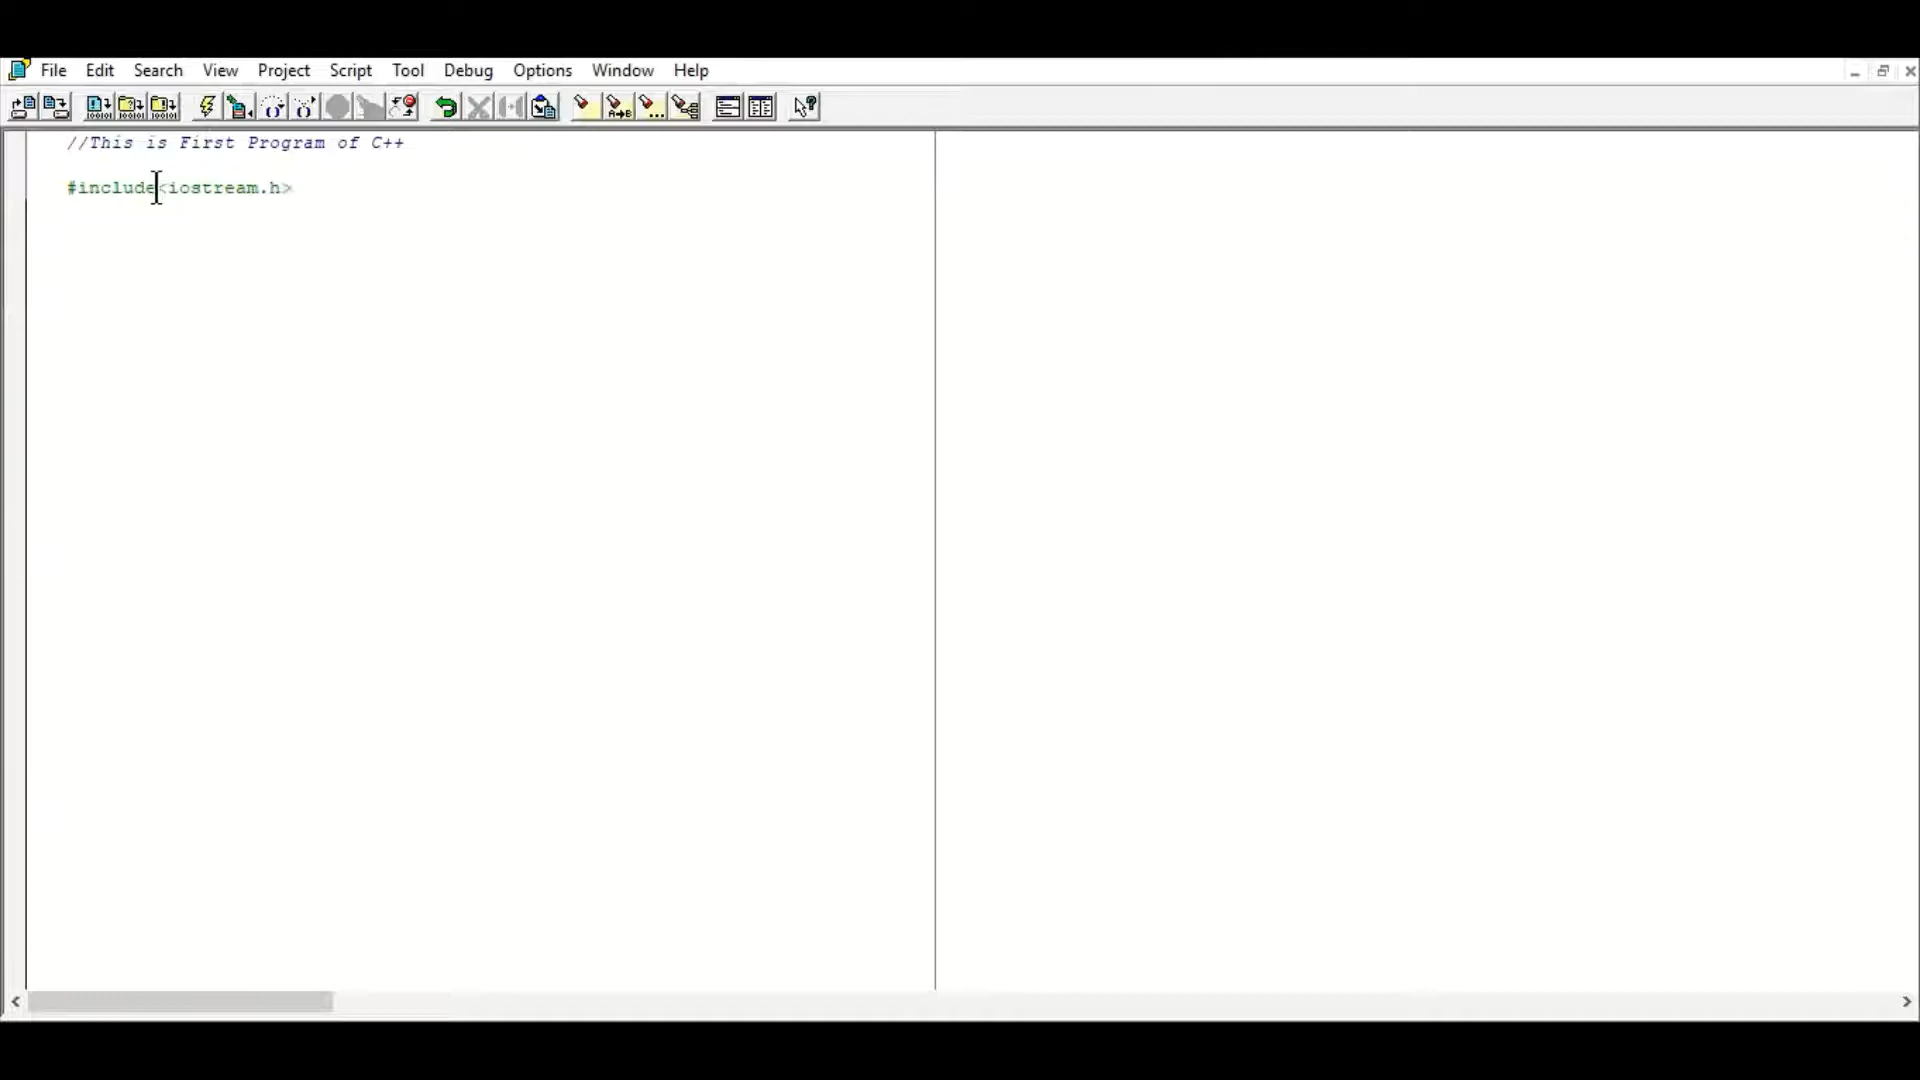 File Edit Search View Project Script Tool Debug Options Window Help
//This is First Program of C++
#include<iostream.h>